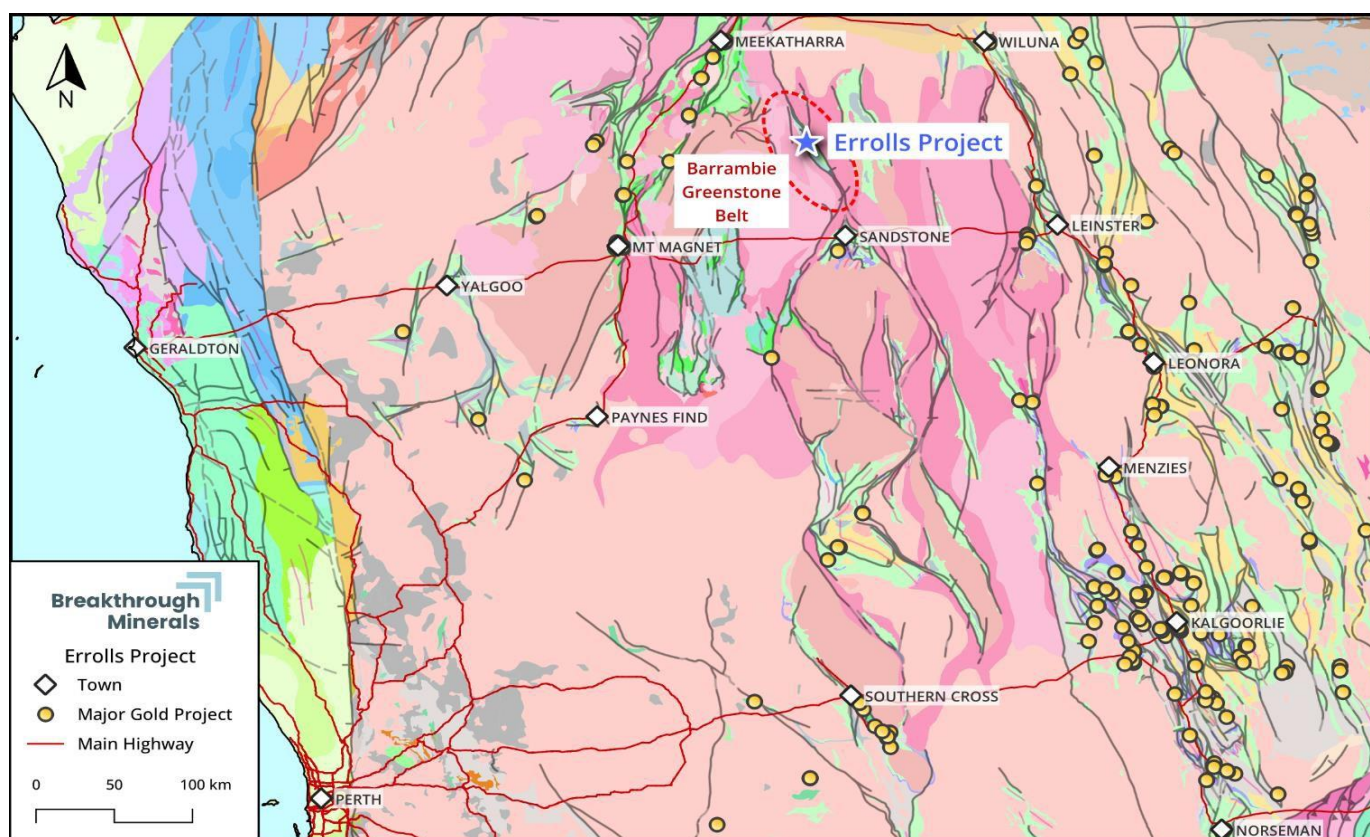 MEEKATHARRA
WILUNA
N
Errolls Project
Barrambie
Greenstone
Belt
LEINSTER
SANDSTONE
MT MAGNET
YALGOO
GERALDTON
LEONORA
PAYNES FIND
MENZIES
Breakthrough
Minerals
KALGOORLIE
Errolls Project
Town
SOUTHERN CROSS
Major Gold Project
Main Highway
0 50 100 km
PERTH
NORSEMAN